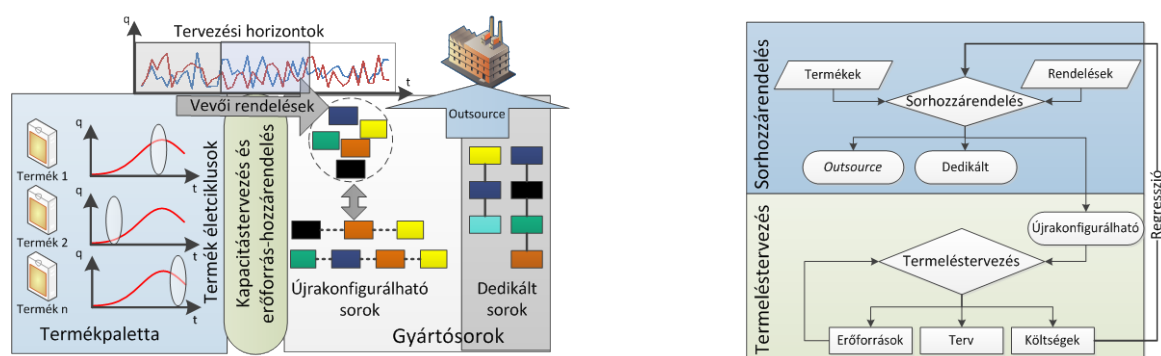 q
Tervezési horizontok
t
Vevői rendelések
Outsource
q
Termék 1
t
q
Termék 2
t
q
Termék n
t
Termék életciklusok
Kapacitástervezés és
erőforrás-hozzárendelés
Újrakonfigurálható
sorok
Dedikált
sorok
Termékpaletta
Gyártósorok
Sorhozzárendelés
Termékek
Rendelések
Sorhozzárendelés
Outsource
Dedikált
Regresszió
Termeléstervezés
Újrakonfigurálható
Termeléstervezés
Erőforrások
Terv
Költségek